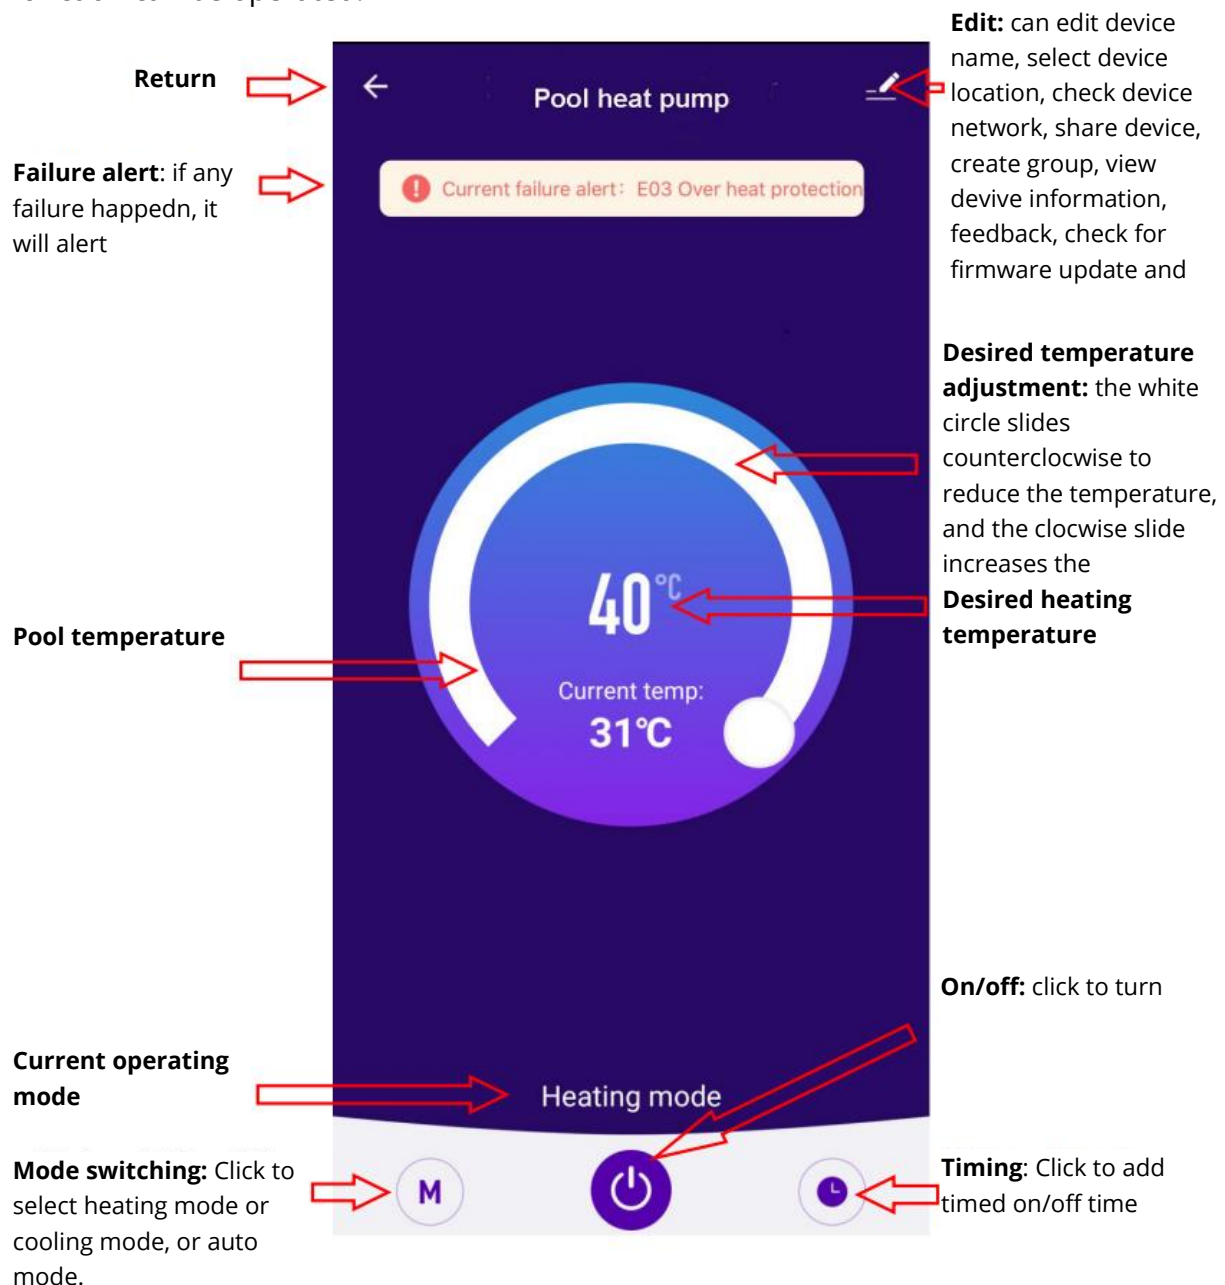 Edit: can edit device
name, select device
location, check device
network, share device,
create group, view
devive information,
feedback, check for
firmware update and
Return
Pool heat pump
Failure alert: if any
failure happedn, it
will alert
Current failure alert: E03 Over heat protection
Desired temperature
adjustment: the white
circle slides
counterclocwise to
reduce the temperature,
and the clocwise slide
increases the
Desired heating
temperature
40°C
Pool temperature
Current temp:
31°C
On/off: click to turn
Current operating
mode
Heating mode
Mode switching: Click to
select heating mode or
cooling mode, or auto
mode.
M
Timing: Click to add
timed on/off time